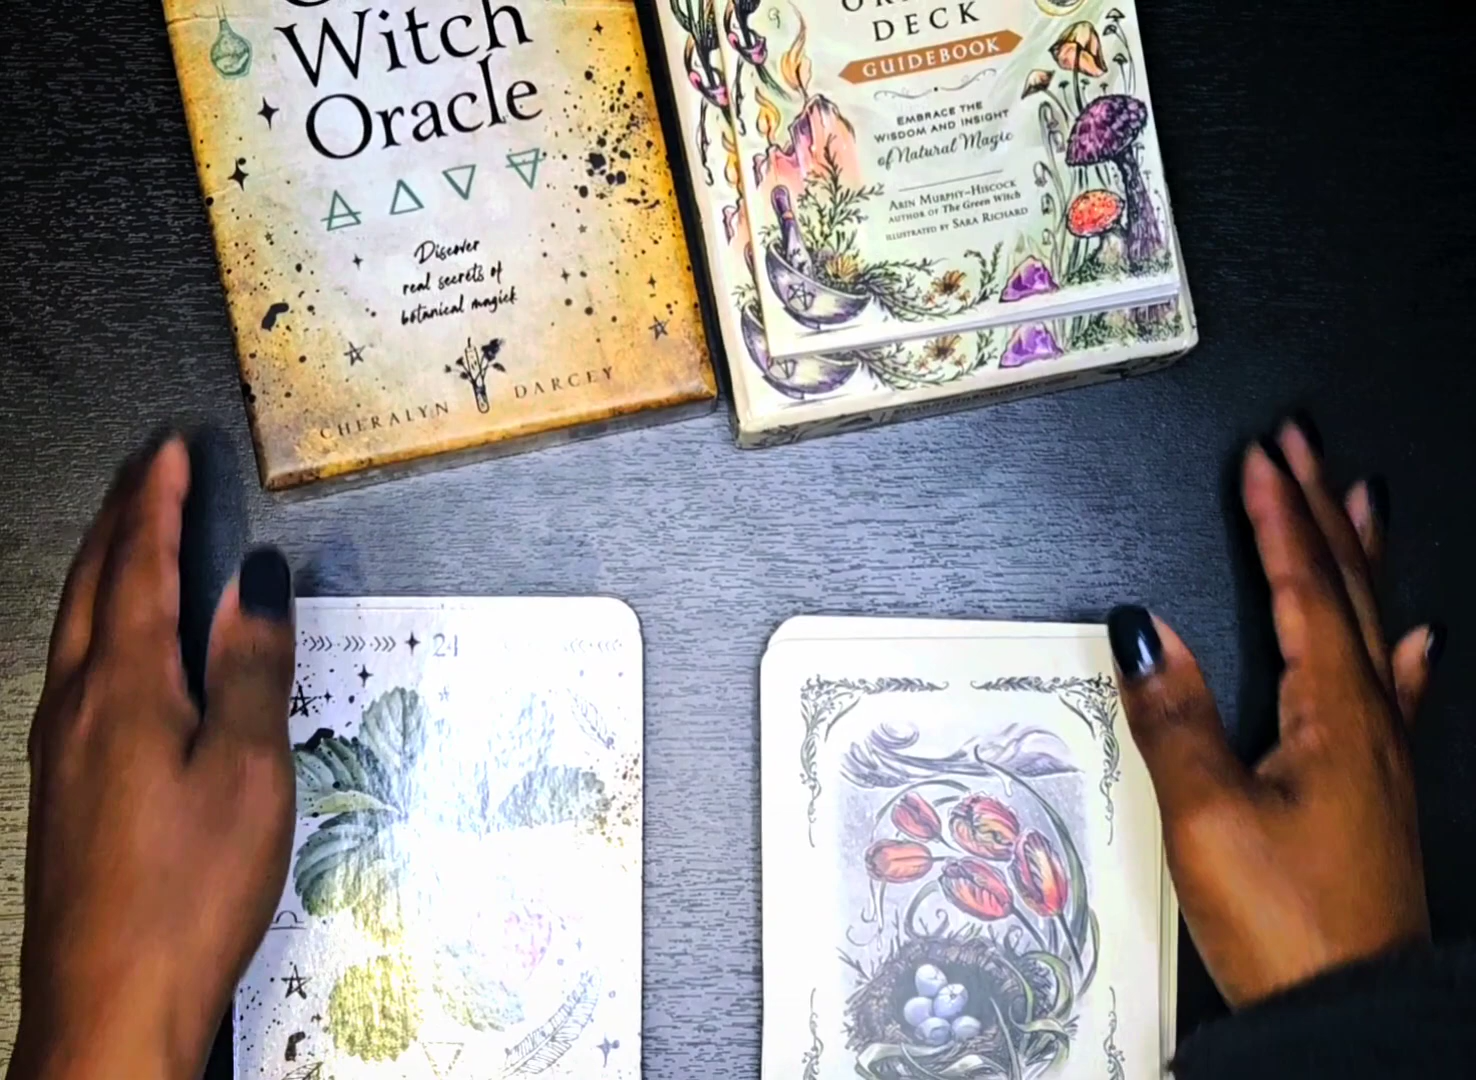 Witch
Oracle
Discover
real secrets of
botanical magick
CHERALYN DARCEY
DECK
GUIDEBOOK
EMBRACE THE
WISDOM AND INSIGHT
of Natural Magic
ARIN MURPHY-HISCOCK
AUTHOR OF The Green Witch
ILLUSTRATED BY SARA RICHARD
24